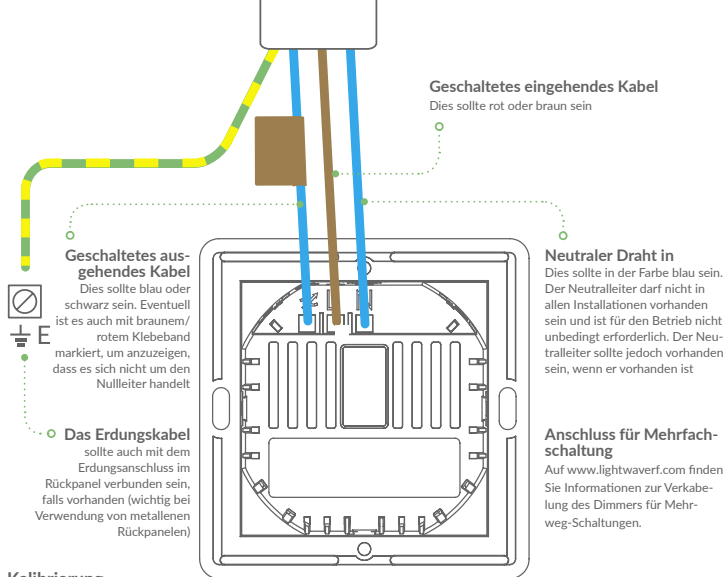 Geschaltetes eingehendes Kabel
Dies sollte rot oder braun sein
Geschaltetes aus-
gehendes Kabel
Dies sollte blau oder
schwarz sein. Eventuell
ist es auch mit braunem/
rotem Klebeband
markiert, um anzuzeigen,
dass es sich nicht um den
Nullleiter handelt
Neutraler Draht in
Dies sollte in der Farbe blau sein.
Der Neutralleiter darf nicht in
allen Installationen vorhanden
sein und ist für den Betrieb nicht
unbedingt erforderlich. Der Neu-
tralleiter sollte jedoch vorhanden
sein, wenn er vorhanden ist
E
Das Erdungskabel
sollte auch mit dem
Erdungsanschluss im
Rückpanel verbunden sein,
falls vorhanden (wichtig bei
Verwendung von metallenen
Rückpanelen)
Anschluss für Mehrfach-
schaltung
Auf www.lightwaverf.com finden
Sie Informationen zur Verkabe-
lung des Dimmers für Mehr-
weg-Schaltungen.
Kalibrierung